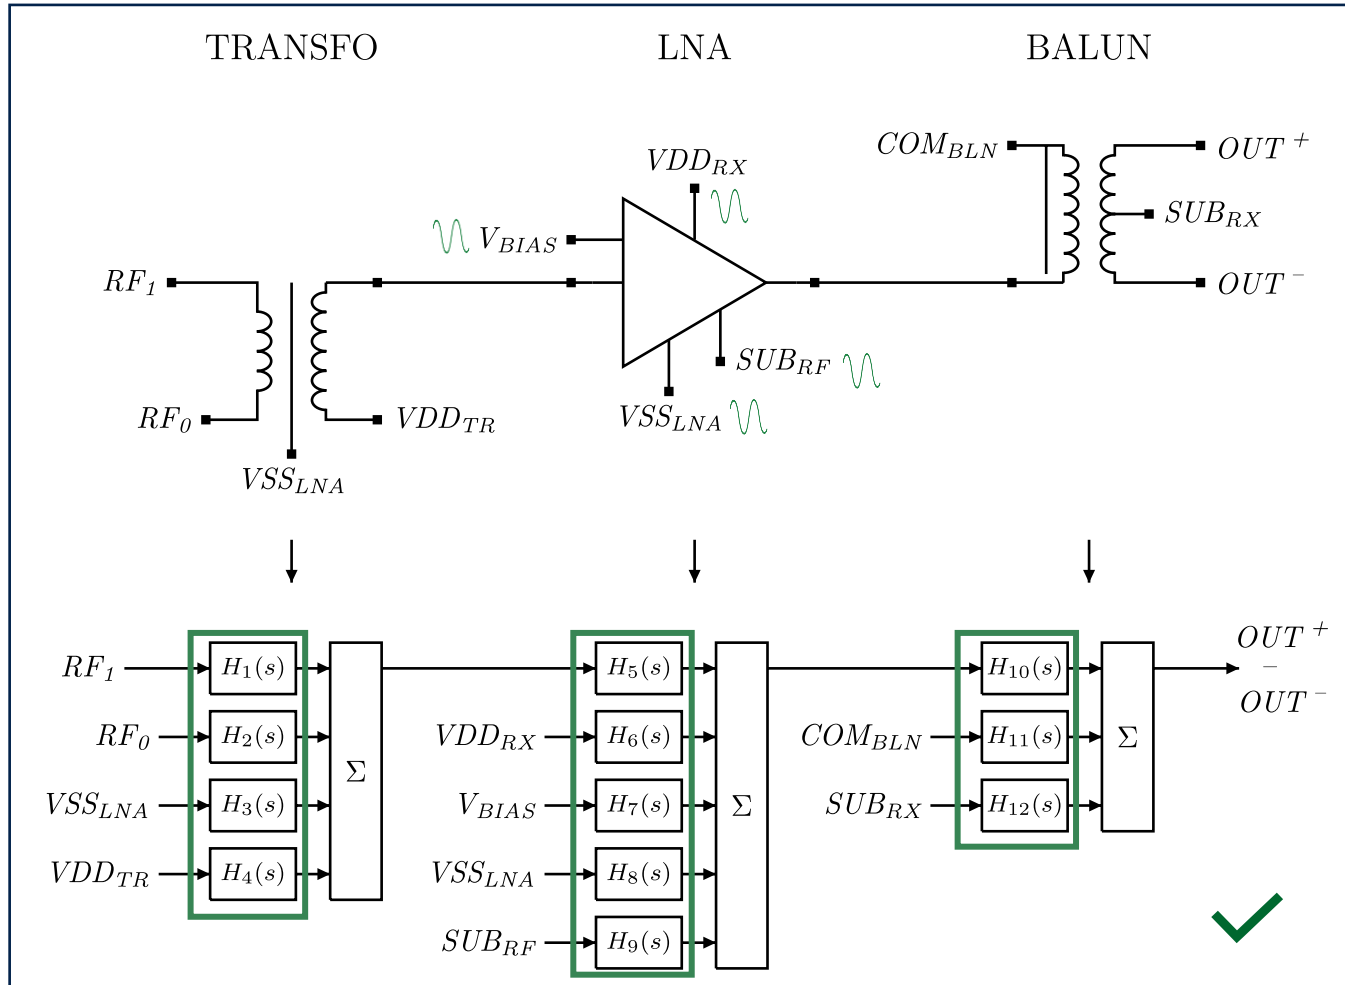 TRANSFO LNA BALUN
COM_BLN OUT^+
VDD_RX
SUB_RX
V_BIAS
RF_1 OUT^-
SUB_RF
RF_0 VDD_TR VSS_LNA
VSS_LNA
OUT^+
RF_1 H_1(s) H_5(s) H_10(s) –
OUT^-
RF_0 H_2(s) VDD_RX H_6(s) COM_BLN H_11(s) Σ
Σ
VSS_LNA H_3(s) V_BIAS H_7(s) Σ SUB_RX H_12(s)
VDD_TR H_4(s) VSS_LNA H_8(s)
SUB_RF H_9(s)